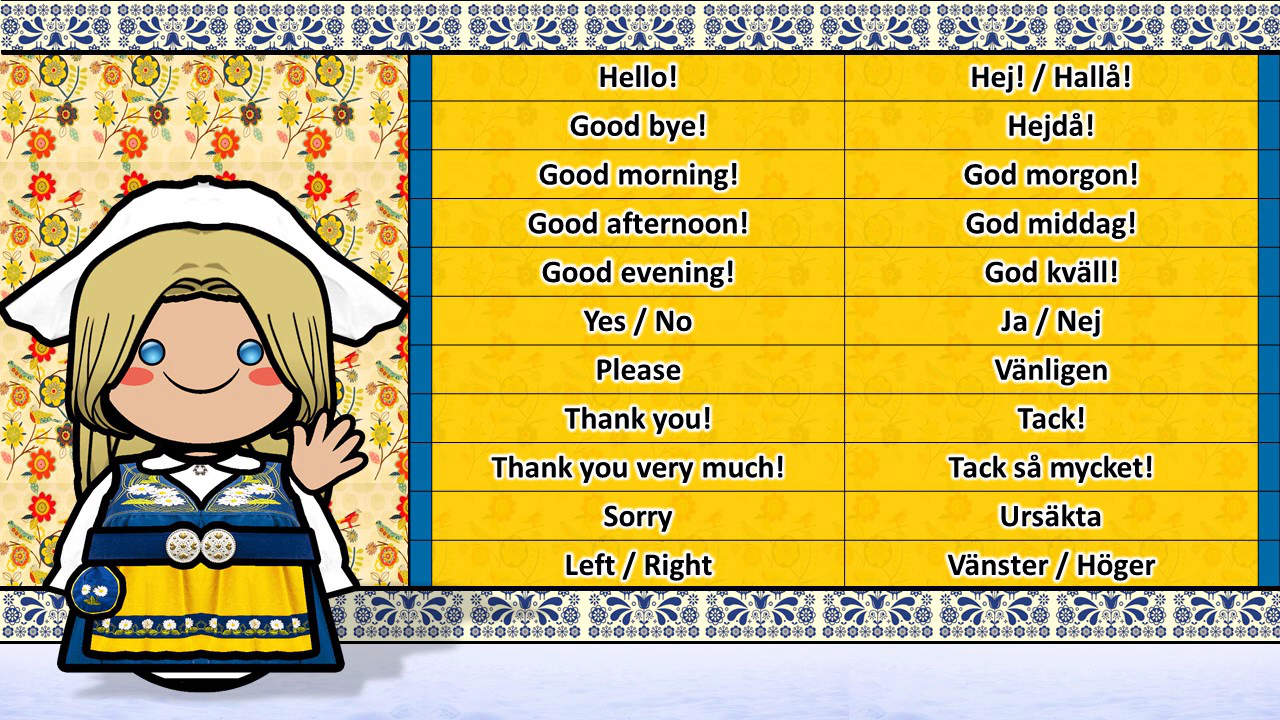 Hello! Hej! / Hallå!
Good bye! Hejdå!
Good morning! God morgon!
Good afternoon! God middag!
Good evening! God kväll!
Yes / No Ja / Nej
Please Vänligen
Thank you! Tack!
Thank you very much! Tack så mycket!
Sorry Ursäkta
Left / Right Vänster / Höger